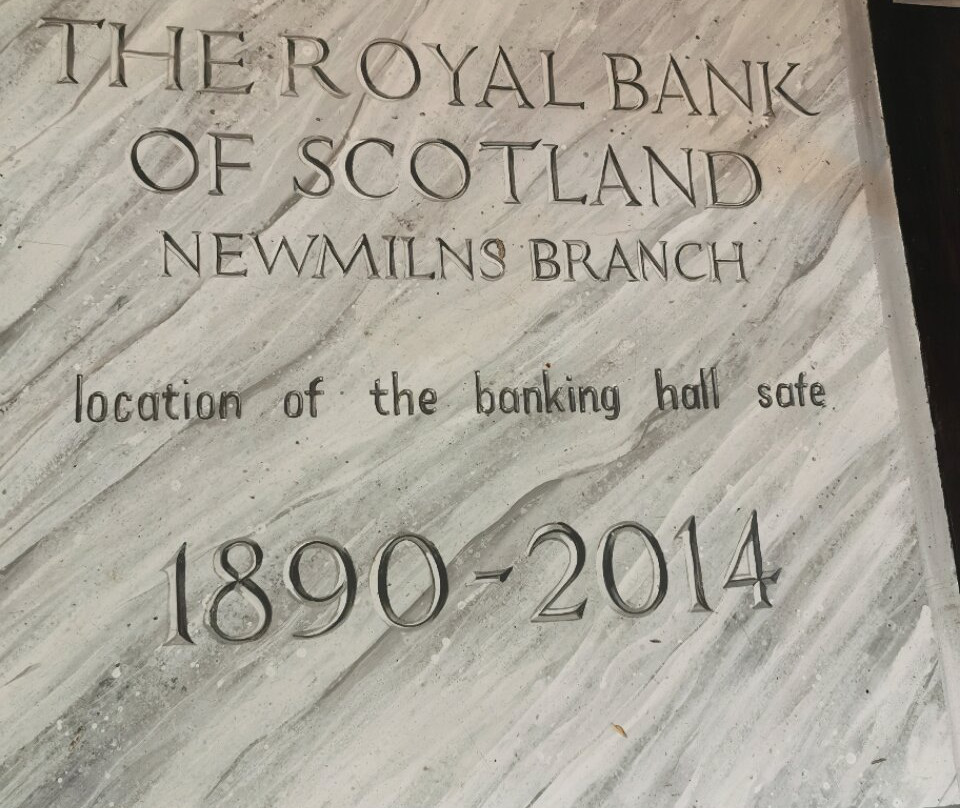 THE ROYAL BANK
OF SCOTLAND
NEWMILNS BRANCH
location of the banking hall safe
1890-2014